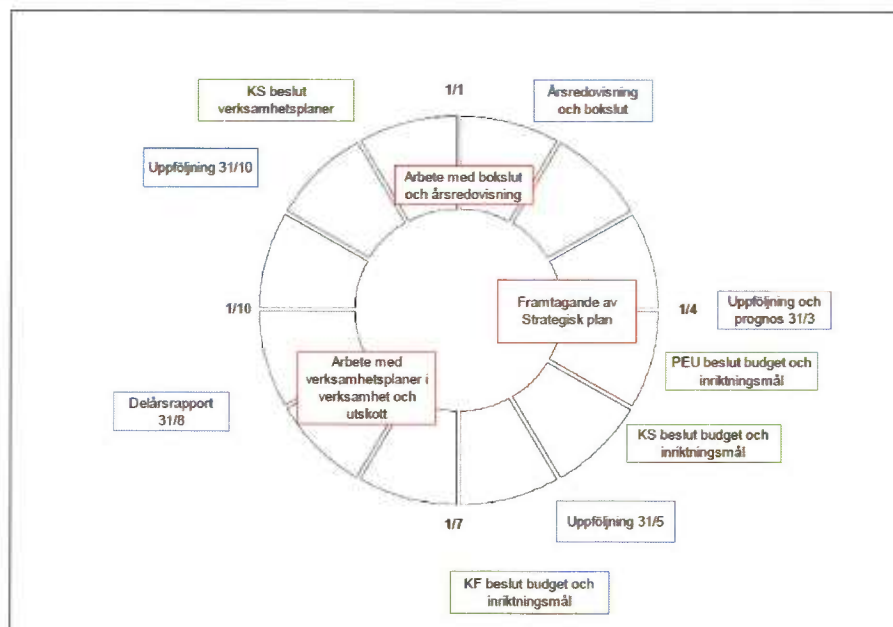 KS beslut
verksamhetsplaner
1/1
Årsredovisning
och bokslut
Uppföljning 31/10
Arbete med bokslut
och årsredovisning
1/10
Framtagande av
Strategisk plan
1/4
Uppföljning och
prognos 31/3
PEU beslut budget och
inriktningsmål
Arbete med
verksamhetsplaner i
verksamhet och
utskott
Delårsrapport
31/8
KS beslut budget och
inriktningsmål
1/7
Uppföljning 31/5
KF beslut budget och
inriktningsmål